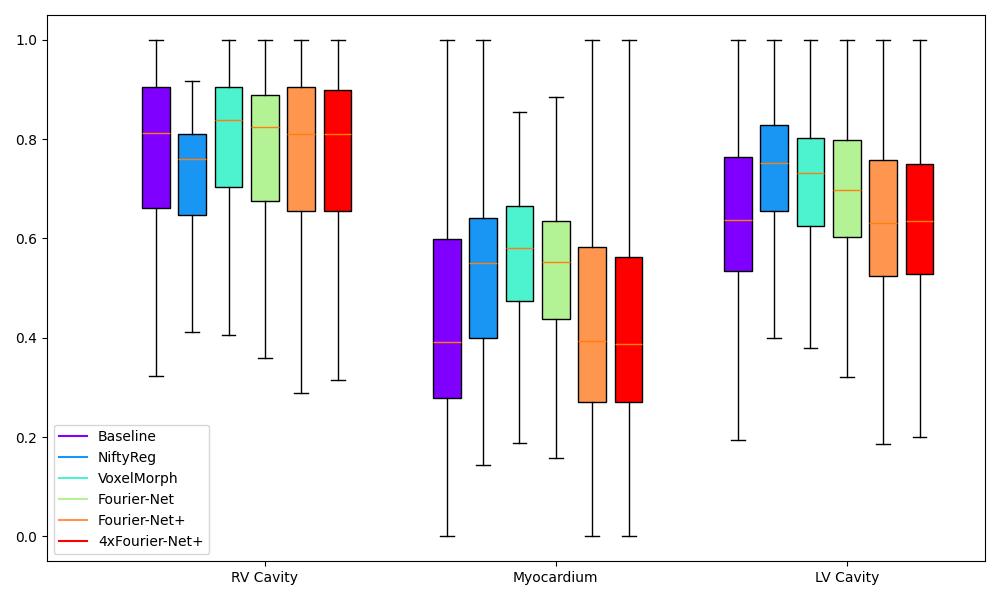 1.0
0.8
0.6
0.4
0.2
0.0
Baseline
NiftyReg
VoxelMorph
Fourier-Net
Fourier-Net+
4xFourier-Net+
RV Cavity
Myocardium
LV Cavity